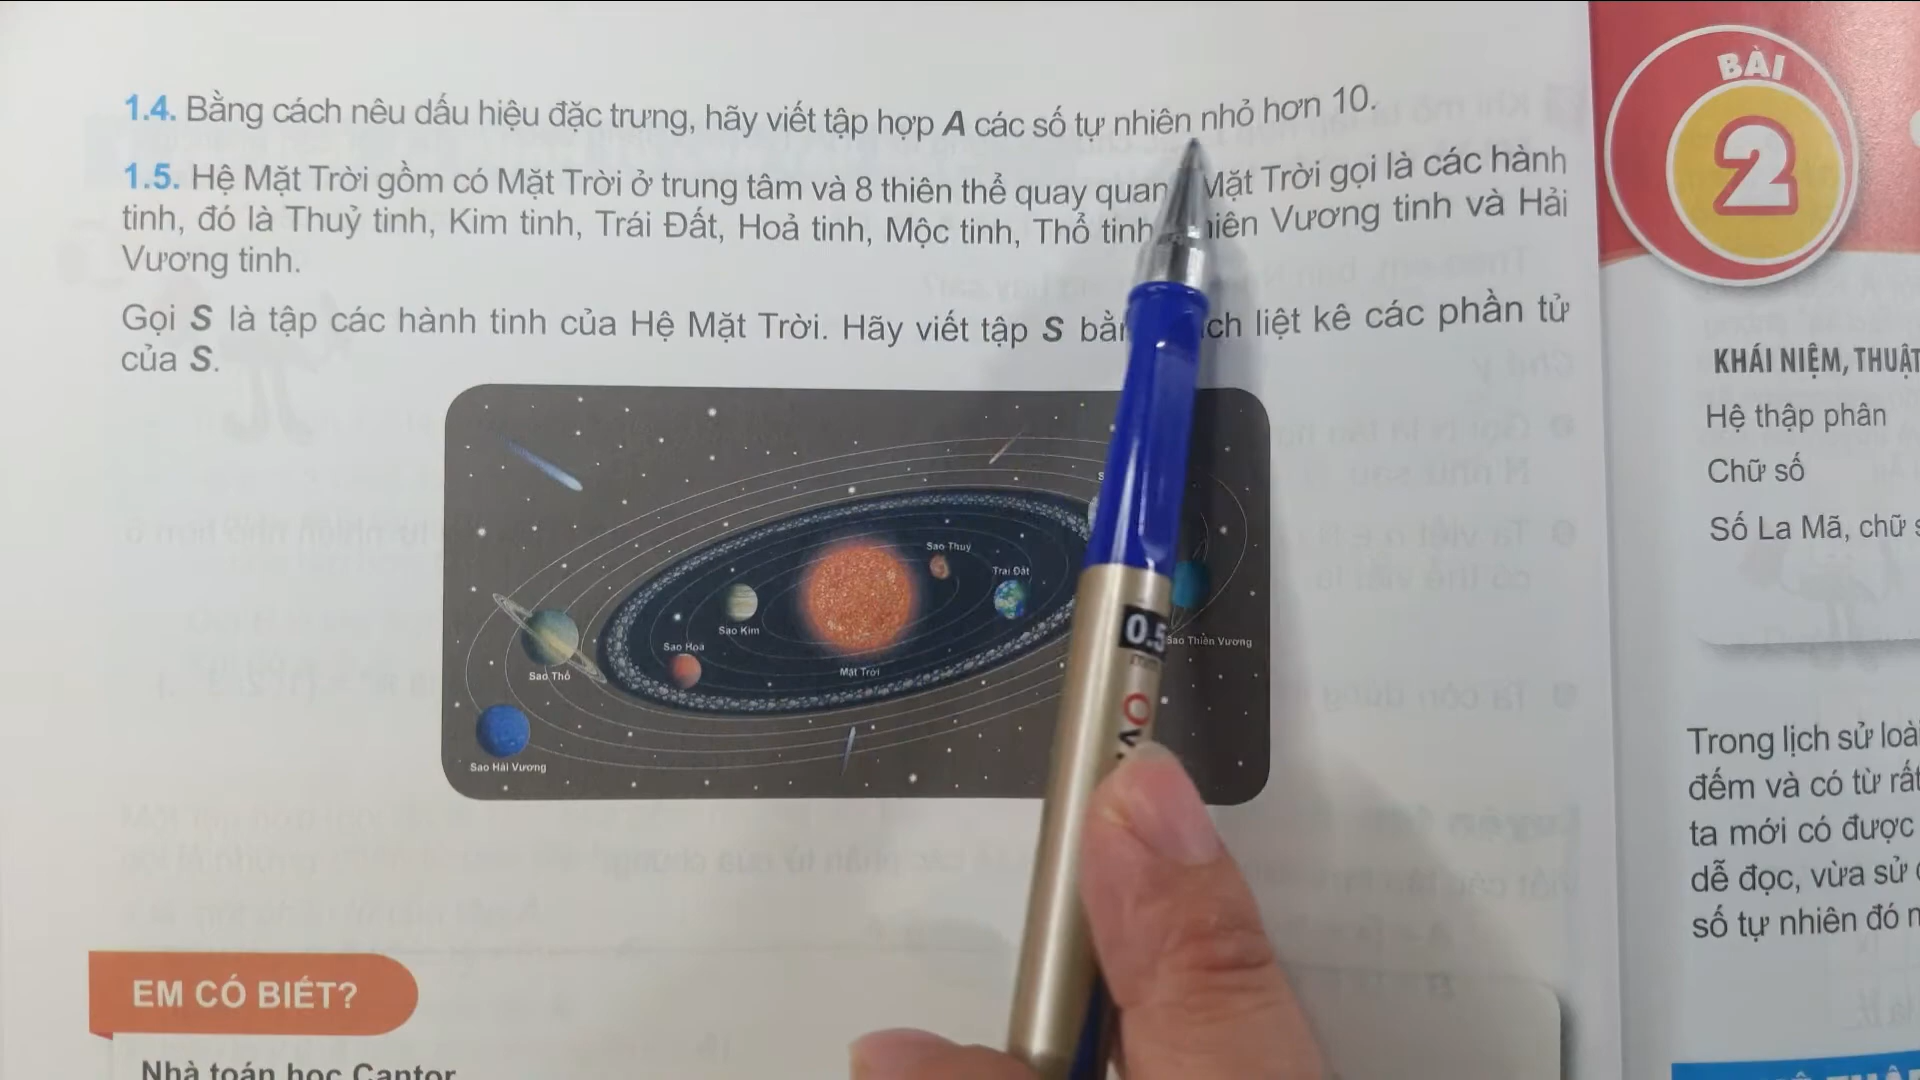 1.4. Bằng cách nêu dấu hiệu đặc trưng, hãy viết tập hợp A các số tự nhiên nhỏ hơn 10.
1.5. Hệ Mặt Trời gồm có Mặt Trời ở trung tâm và 8 thiên thể quay quan Mặt Trời gọi là các hành
tinh, đó là Thuỷ tinh, Kim tinh, Trái Đất, Hoả tinh, Mộc tinh, Thổ tinh, hiên Vương tinh và Hải
Vương tinh.
Gọi S là tập các hành tinh của Hệ Mặt Trời. Hãy viết tập S liệt kê các phần tử
của S.
Sao Thuỷ
Trái Đất
Sao Kim
Sao Hoả
Mặt Trời
Sao Thổ
Sao Thiên Vương
Sao Hải Vương
0.5
mm
EM CÓ BIẾT?
Nhà toán học Cantor
BÀI
2
KHÁI NIỆM, THUẬT
Hệ thập phân
Chữ số
Số La Mã, chữ s
Trong lịch sử loà
đếm và có từ rất
ta mới có được
dễ đọc, vừa sử
số tự nhiên đó